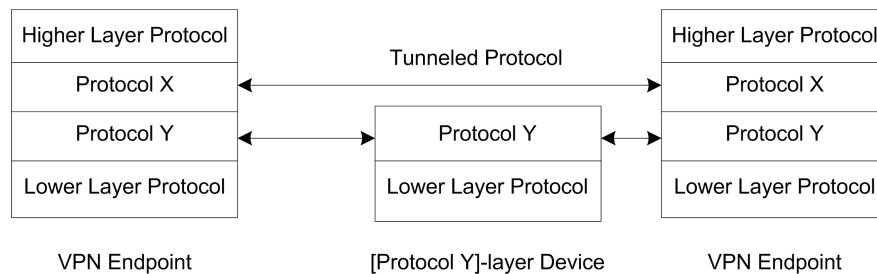 Higher Layer Protocol
Higher Layer Protocol
Tunneled Protocol
Protocol X
Protocol X
Protocol Y
Protocol Y
Protocol Y
Lower Layer Protocol
Lower Layer Protocol
Lower Layer Protocol
VPN Endpoint
[Protocol Y]-layer Device
VPN Endpoint